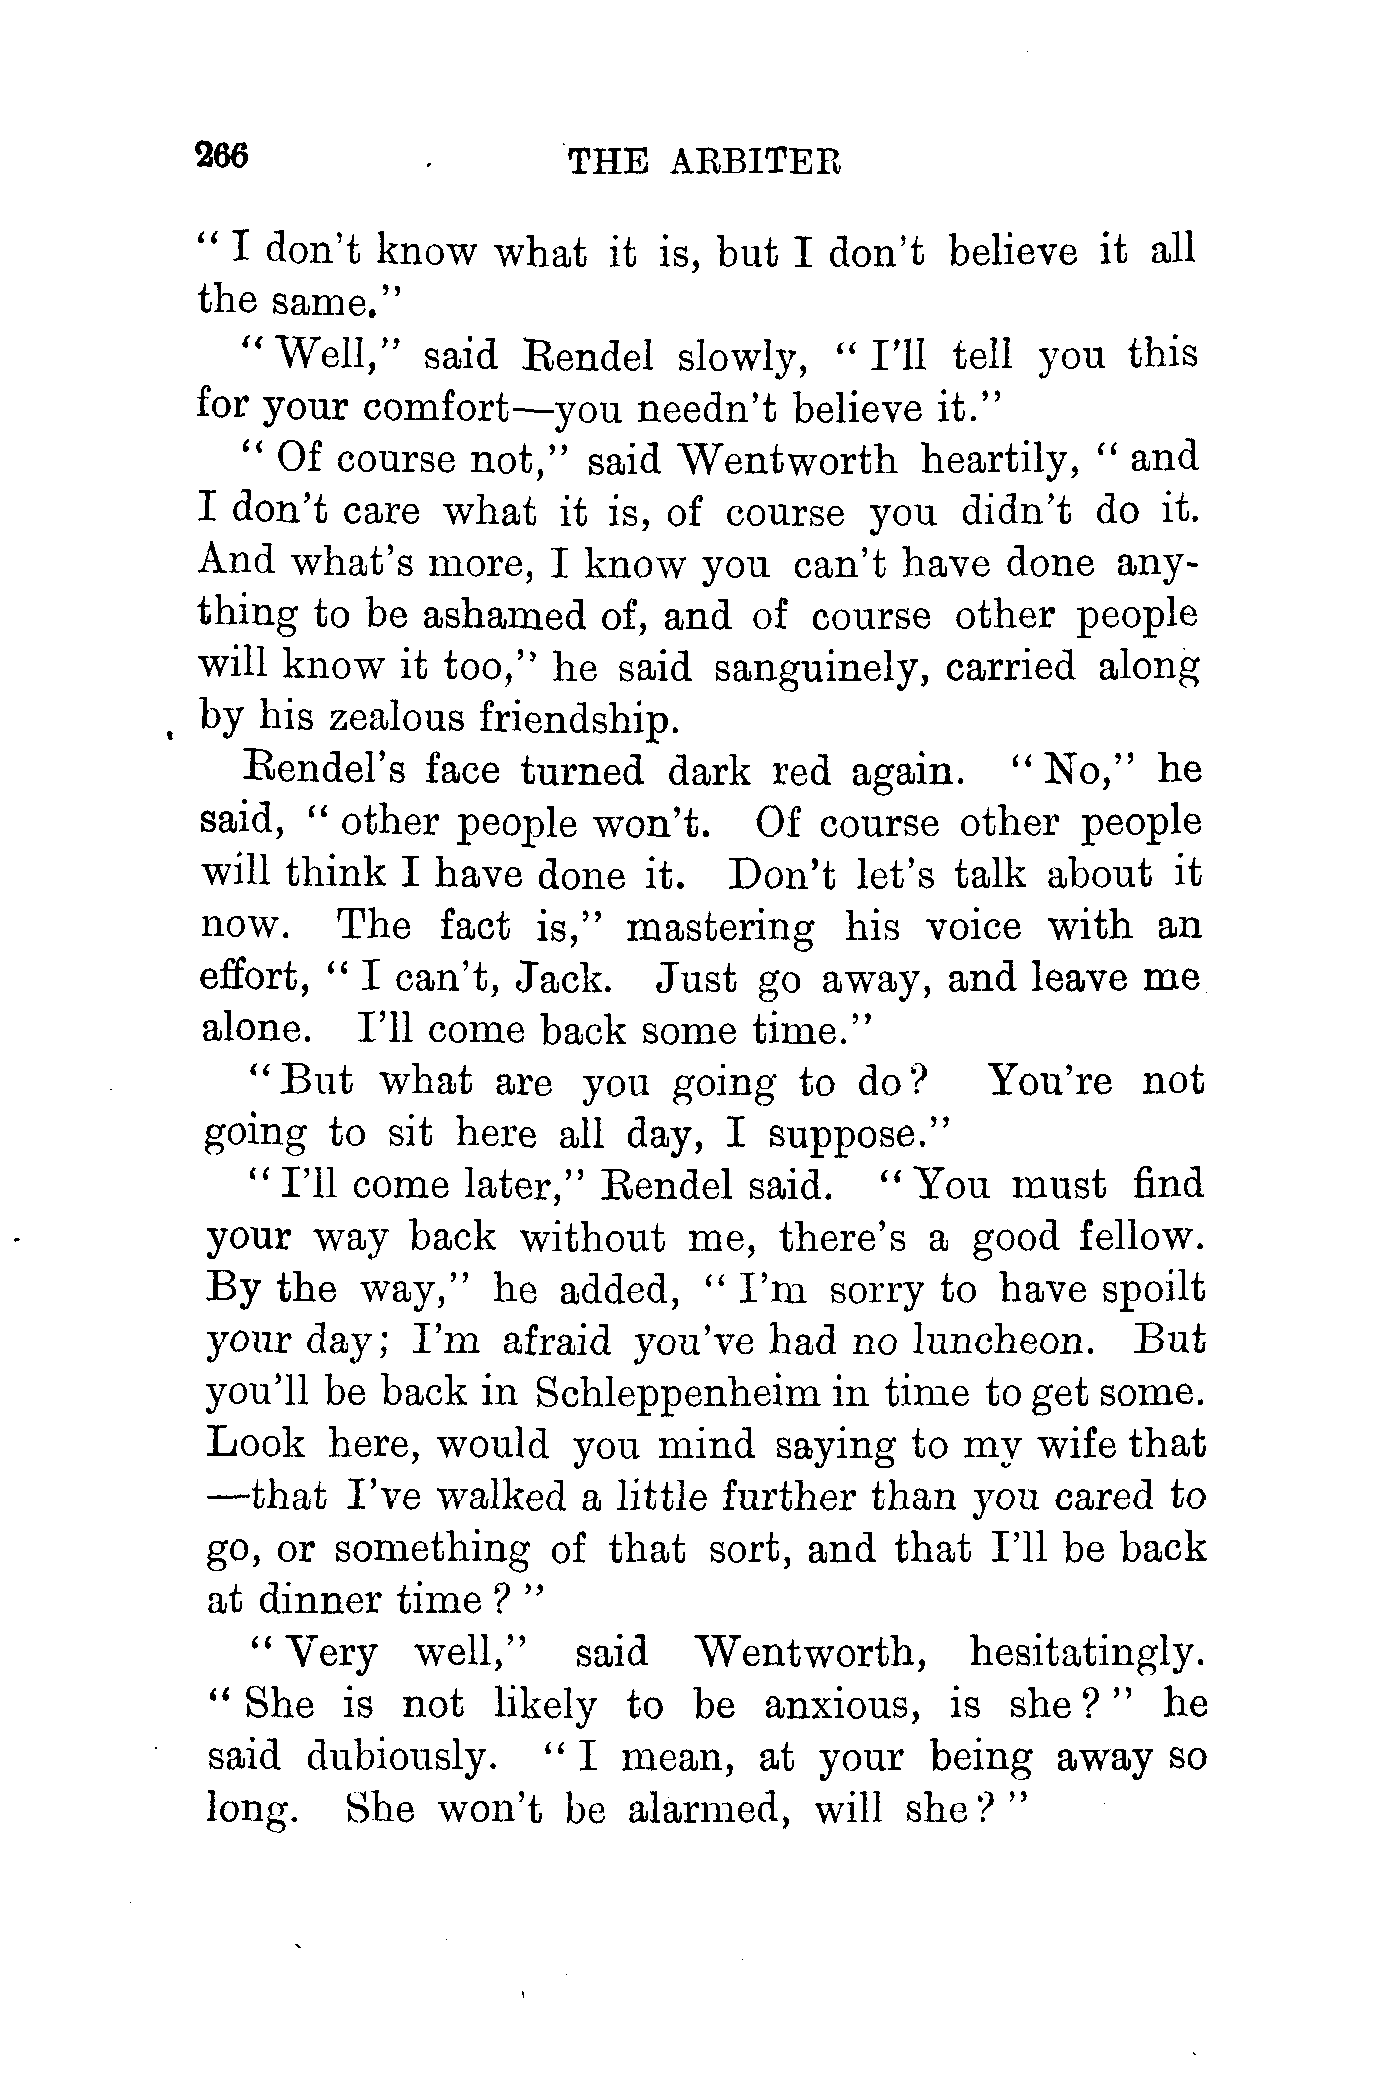 266 THE ARBITER
“ I don’t know what it is, but I don’t believe it all
the same.”
“ Well,” said Rendel slowly, “ I’ll tell you this
for your comfort—you needn’t believe it.”
“ Of course not,” said Wentworth heartily, “ and
I don’t care what it is, of course you didn’t do it.
And what’s more, I know you can’t have done any-
thing to be ashamed of, and of course other people
will know it too,” he said sanguinely, carried along
by his zealous friendship.
Rendel’s face turned dark red again. “ No,” he
said, “ other people won’t. Of course other people
will think I have done it. Don’t let’s talk about it
now. The fact is,” mastering his voice with an
effort, “ I can’t, Jack. Just go away, and leave me
alone. I’ll come back some time.”
“ But what are you going to do? You’re not
going to sit here all day, I suppose.”
“ I’ll come later,” Rendel said. “ You must find
your way back without me, there’s a good fellow.
By the way,” he added, “ I’m sorry to have spoilt
your day; I’m afraid you’ve had no luncheon. But
you’ll be back in Schleppenheim in time to get some.
Look here, would you mind saying to my wife that
—that I’ve walked a little further than you cared to
go, or something of that sort, and that I’ll be back
at dinner time ? ”
“ Very well,” said Wentworth, hesitatingly.
“ She is not likely to be anxious, is she ? ” he
said dubiously. “ I mean, at your being away so
long. She won’t be alarmed, will she ? ”